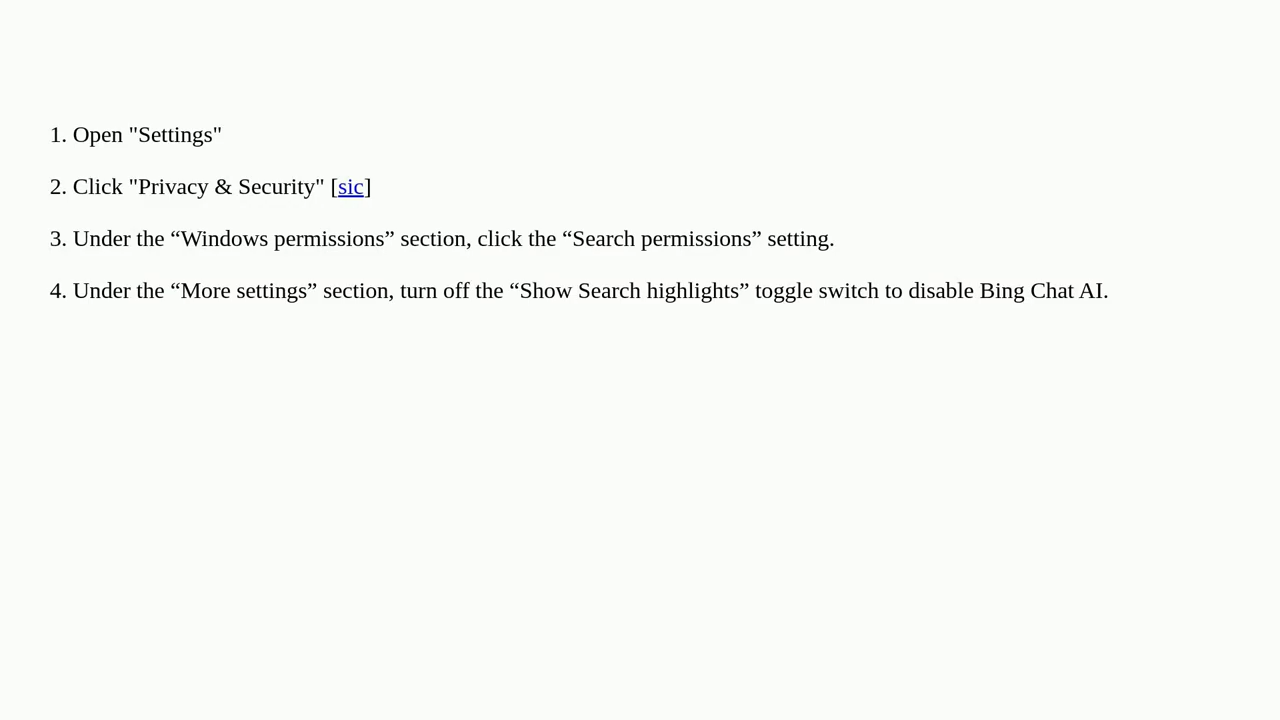 1. Open "Settings"
2. Click "Privacy & Security" [sic]
3. Under the “Windows permissions” section, click the “Search permissions” setting.
4. Under the “More settings” section, turn off the “Show Search highlights” toggle switch to disable Bing Chat AI.